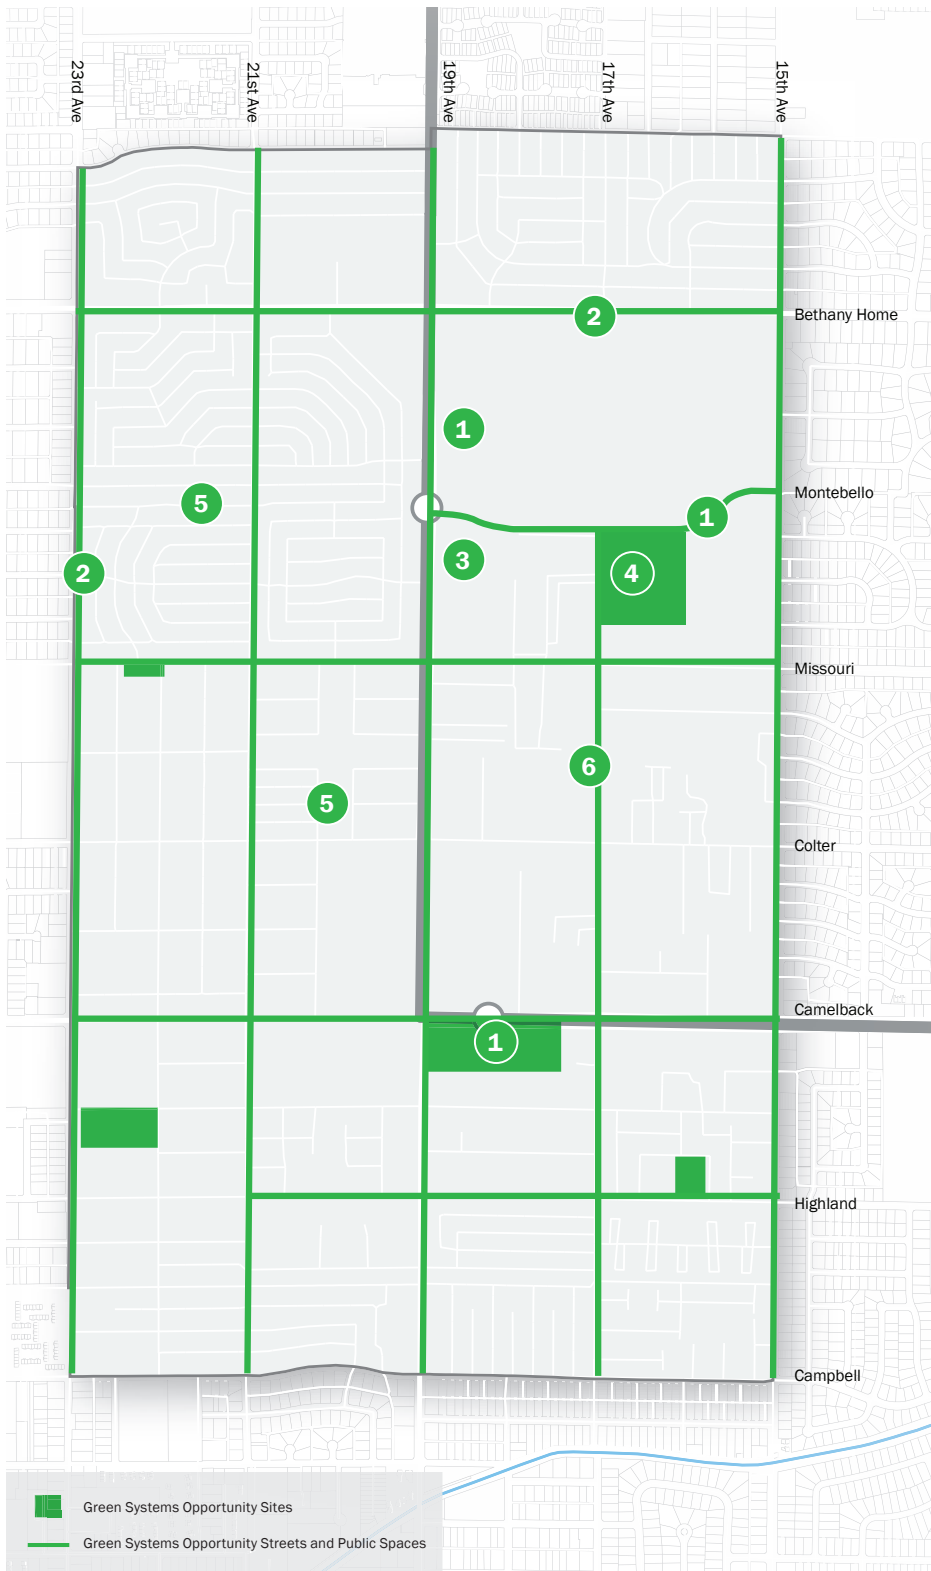 23rd Ave
21st Ave
19th Ave
17th Ave
15th Ave
2
Bethany Home
1
Montebello
5
1
3
2
4
Missouri
6
5
Colter
Camelback
1
Highland
Campbell
Green Systems Opportunity Sites
Green Systems Opportunity Streets and Public Spaces